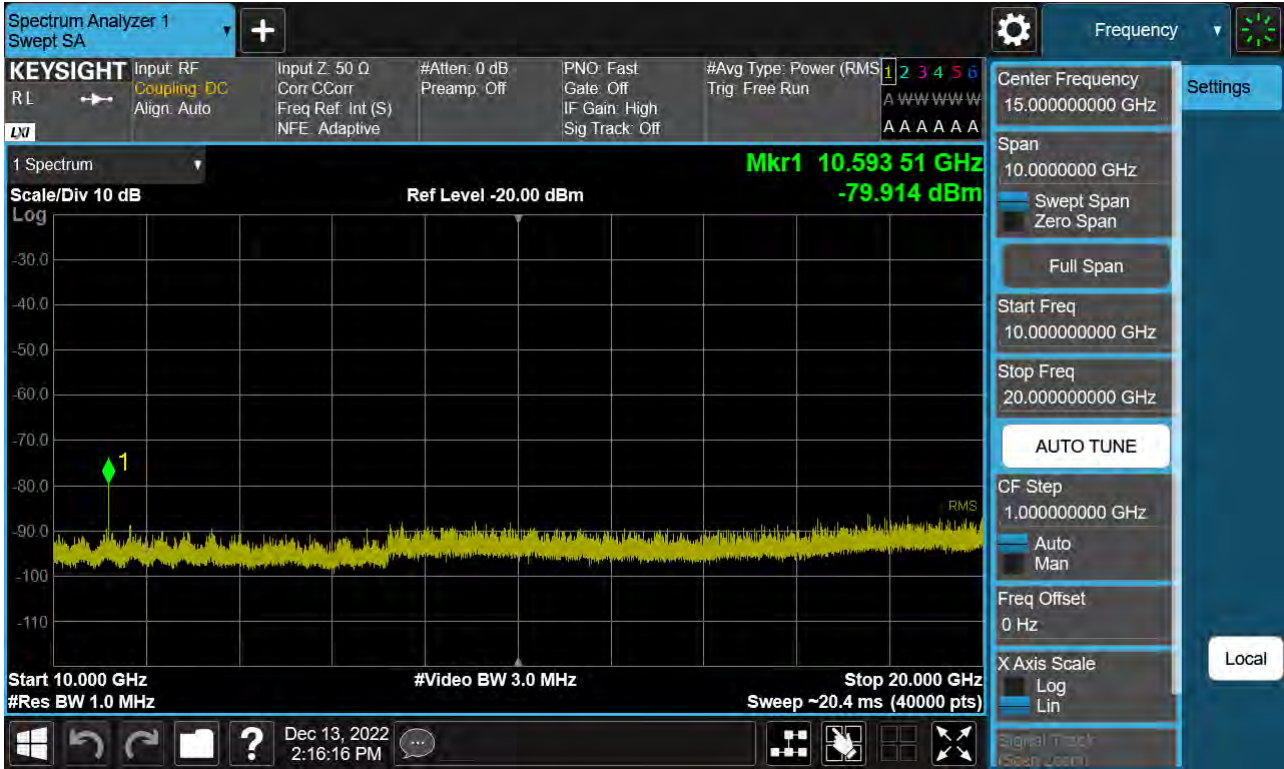 Spectrum Analyzer 1
Swept SA
Frequency
KEYSIGHT
R L
LXI
Input: RF
Coupling: DC
Align: Auto
Input Z: 50 Ω
Corr CCorr
Freq Ref: Int (S)
NFE: Adaptive
#Atten: 0 dB
Preamp: Off
PNO: Fast
Gate: Off
IF Gain: High
Sig Track: Off
#Avg Type: Power (RMS
Trig: Free Run
1 2 3 4 5 6
A W W W W W
A A A A A A
1 Spectrum
Scale/Div 10 dB
Ref Level -20.00 dBm
Mkr1 10.593 51 GHz
-79.914 dBm
Log
-30.0
-40.0
-50.0
-60.0
-70.0
-80.0
-90.0
-100
-110
1
RMS
Start 10.000 GHz
#Res BW 1.0 MHz
#Video BW 3.0 MHz
Stop 20.000 GHz
Sweep ~20.4 ms (40000 pts)
Center Frequency
15.000000000 GHz
Span
10.0000000 GHz
Swept Span
Zero Span
Full Span
Start Freq
10.000000000 GHz
Stop Freq
20.000000000 GHz
AUTO TUNE
CF Step
1.000000000 GHz
Auto
Man
Freq Offset
0 Hz
X Axis Scale
Log
Lin
Signal Track
(Span Zoom)
Settings
Local
Dec 13, 2022
2:16:16 PM